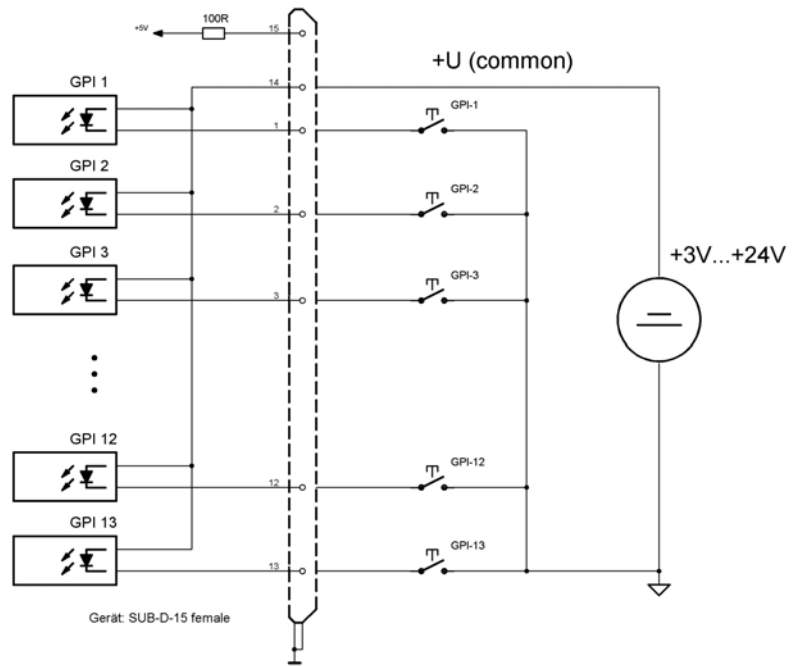 100R
+5V
15
+U (common)
GPI 1
14
GPI-1
1
GPI 2
GPI-2
2
GPI 3
+3V...+24V
GPI-3
3
GPI 12
GPI-12
12
GPI 13
GPI-13
13
Gerät: SUB-D-15 female